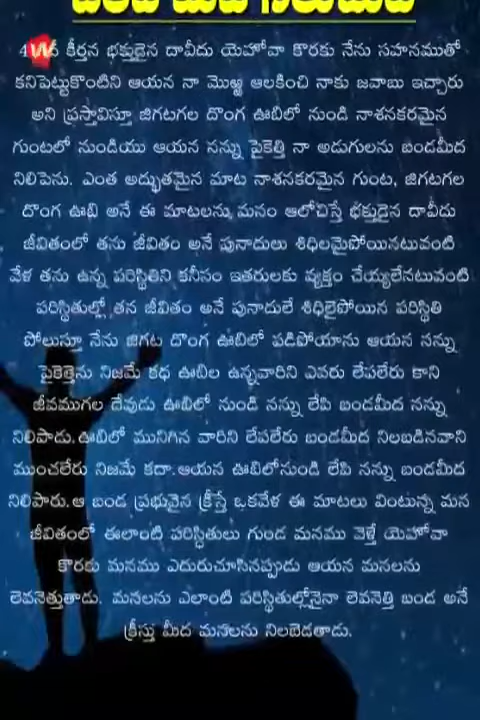 కీర్తన భక్తుడైన దావీదు యెహోవా కొరకు నేను సహనముతో
కనిపెట్టుకొంటిని ఆయన నా మొఱ్ఱ ఆలకించి నాకు జవాబు ఇచ్చారు
అని ప్రస్తావిస్తూ జిగటగల దొంగ ఊబిలో నుండి నాశనకరమైన
గుంటలో నుండియు ఆయన నన్ను పైకెత్తి నా అడుగులను బండమీద
నిలిపెను. ఎంత అద్భుతమైన మాట నాశనకరమైన గుంట, జిగటగల
దొంగ ఊబి అనే ఈ మాటలను మనం ఆలోచిస్తే భక్తుడైన దావీదు
జీవితంలో తను జీవితం అనే పునాదులు శిధిలమైపోయినటువంటి
వేళ తను ఉన్న పరిస్థితిని కనీసం ఇతరులకు వ్యక్తం చేయ్యలేనటువంటి
పరిస్థితుల్లో తన జీవితం అనే పునాదులే శిధిలైపోయిన పరిస్థితి
పోలుస్తూ నేను జిగట దొంగ ఊబిలో పడిపోయాను ఆయన నన్ను
పైకెత్తెను నిజమే కధ ఊబిల ఉన్నవారిని ఎవరు లేపలేరు కాని
జీవముగల దేవుడు ఊబిలో నుండి నన్ను లేపి బండమీద నన్ను
నిలిపాడు. ఊబిలో మునిగిన వారిని లేపలేరు బండమీద నిలబడినవాని
ముంచలేరు నిజమే కదా. ఆయన ఊబిలోనుండి లేపి నన్ను బండమీద
నిలిపారు. ఆ బండ ప్రభువైన క్రీస్తే ఒకవేళ ఈ మాటలు వింటున్న మన
జీవితంలో ఈలాంటి పరిస్ధితులు గుండ మనము వెళ్తే యెహోవా
కొరకు మనము ఎదురుచూసినప్పుడు ఆయన మనలను
లెవనెత్తుతాడు. మనలను ఎలాంటి పరిస్థితుల్లోనైనా లెవనెత్తి బండ అనే
క్రీస్తు మీద మనలను నిలబెడతాడు.